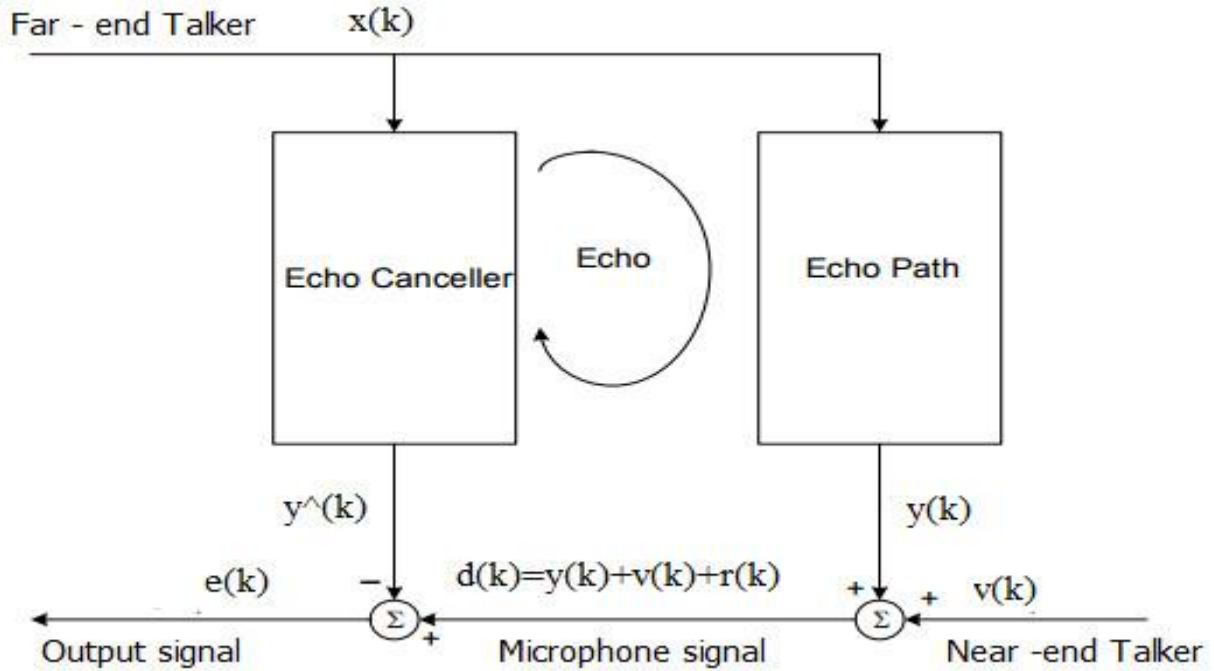 Far - end Talker x(k)
Echo Canceller
Echo
Echo Path
y^(k)
y(k)
e(k)
−
d(k)=y(k)+v(k)+r(k)
+
+
v(k)
Σ
+
Σ
Output signal
Microphone signal
Near -end Talker